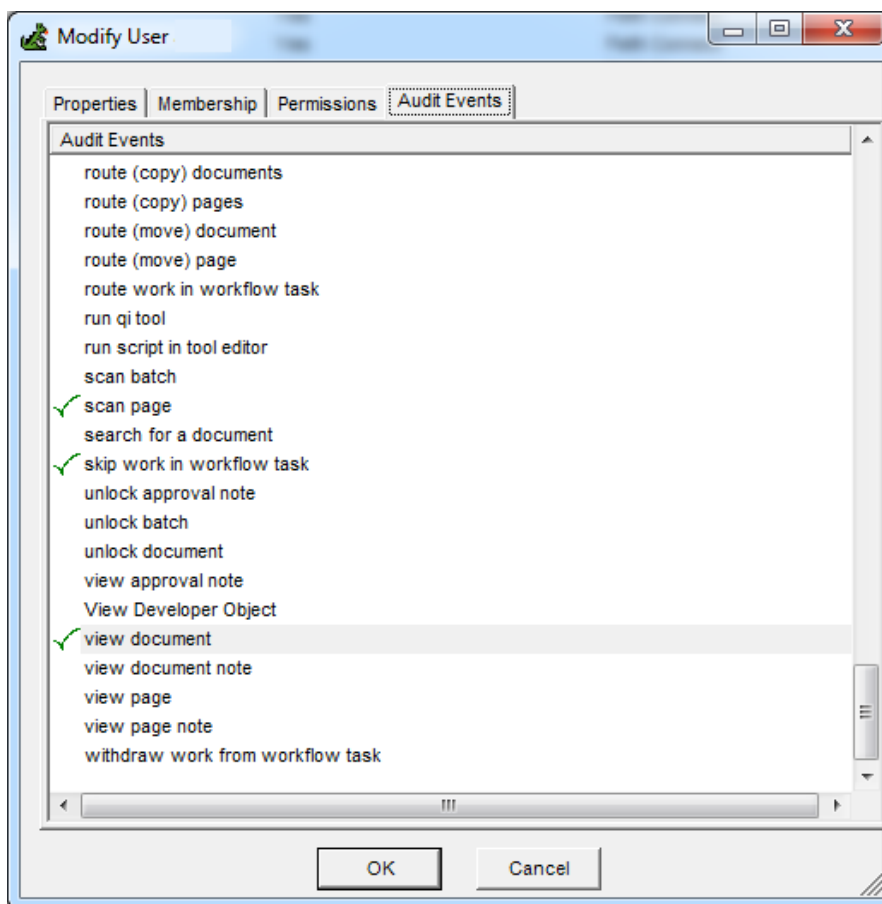 Modify User
Properties Membership Permissions Audit Events
Audit Events
route (copy) documents
route (copy) pages
route (move) document
route (move) page
route work in workflow task
run qi tool
run script in tool editor
scan batch
scan page
search for a document
skip work in workflow task
unlock approval note
unlock batch
unlock document
view approval note
View Developer Object
view document
view document note
view page
view page note
withdraw work from workflow task
OK Cancel